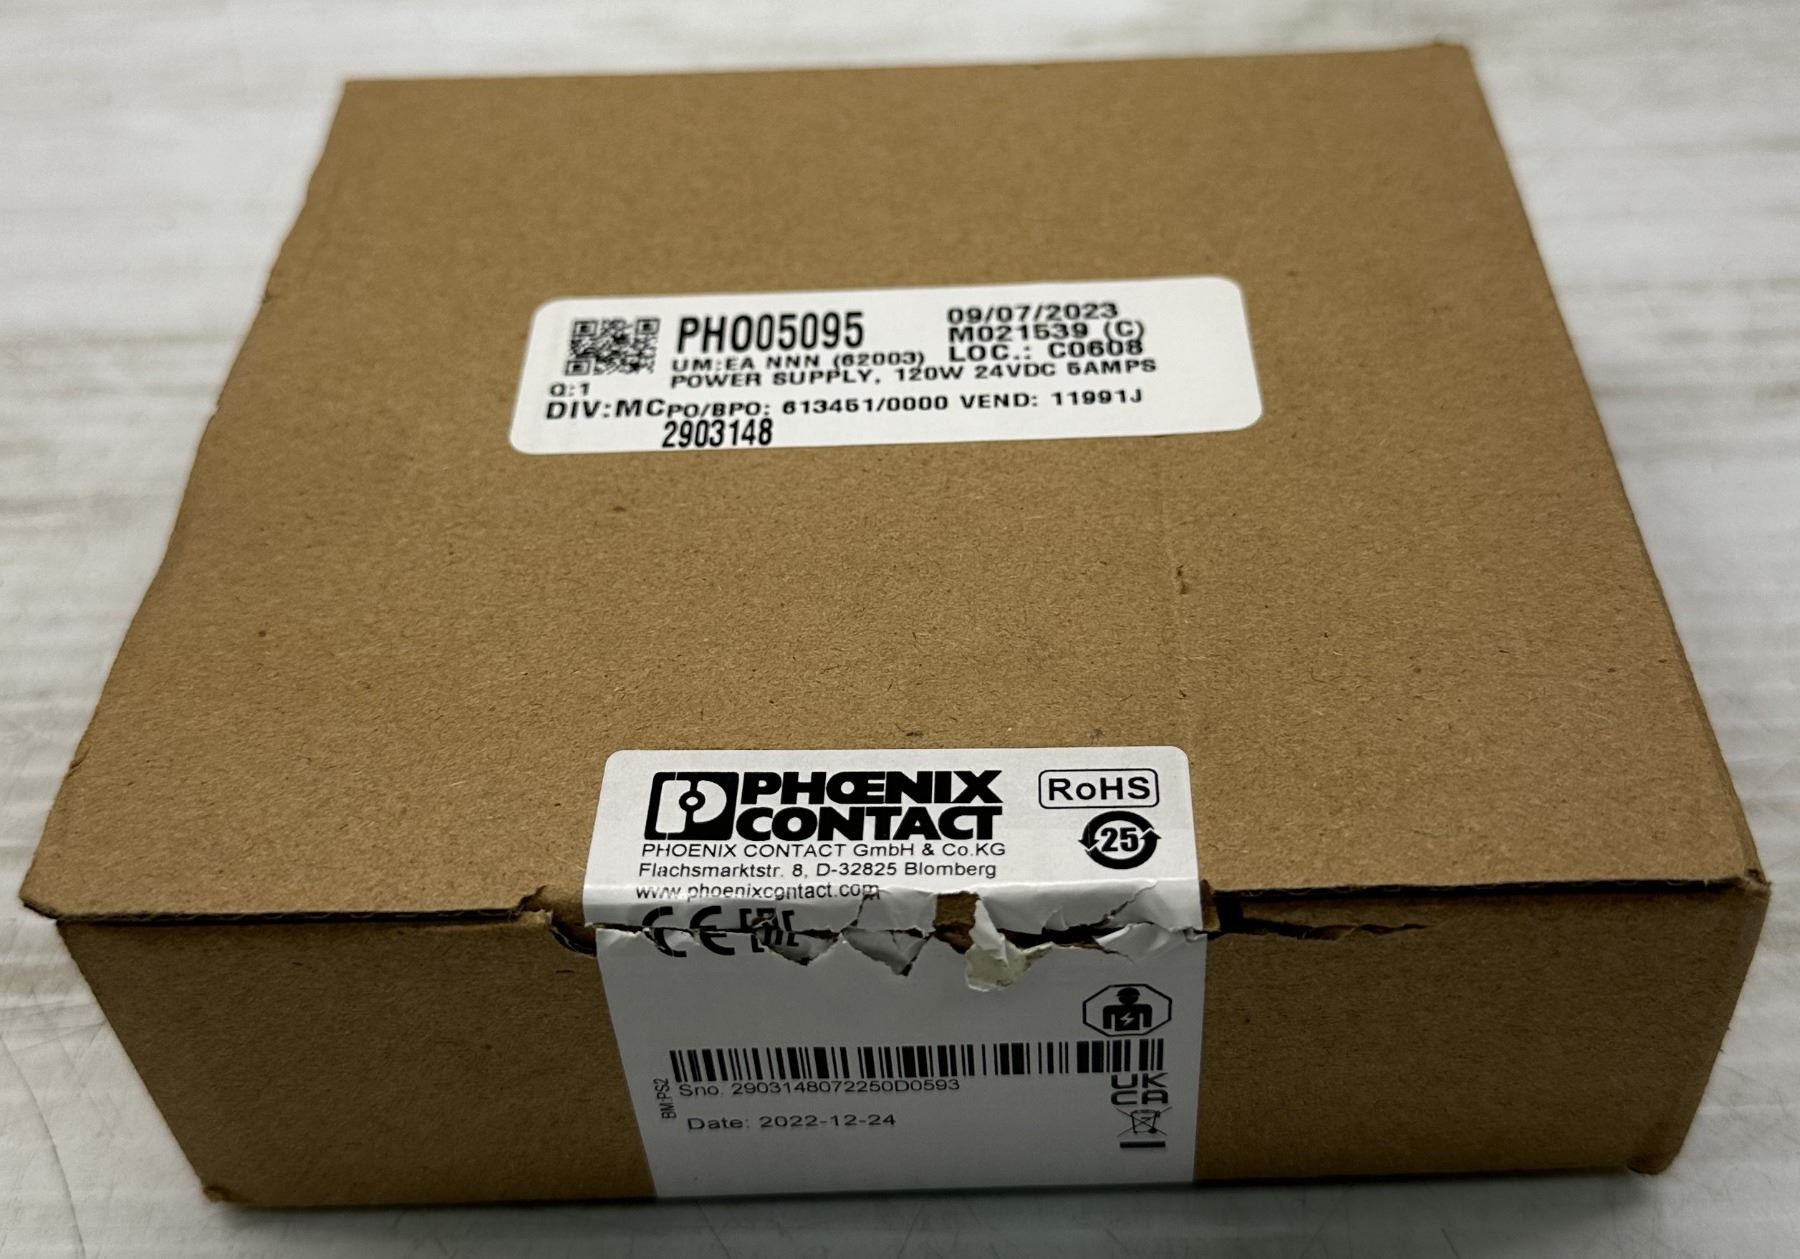 PHO05095
09/07/2023
M021539 (C)
UM:EA NNN (62003) LOC.: C0608
POWER SUPPLY, 120W 24VDC 5AMPS
Q:1
DIV:MC PO/BPO: 613451/0000 VEND: 11991J
2903148
PHŒNIX
CONTACT
RoHS
25
PHOENIX CONTACT GmbH & Co.KG
Flachsmarktstr. 8, D-32825 Blomberg
www.phoenixcontact.com
CE EAC
BM:PS2
Sno. 2903148072250D0593
UK
CA
Date: 2022-12-24